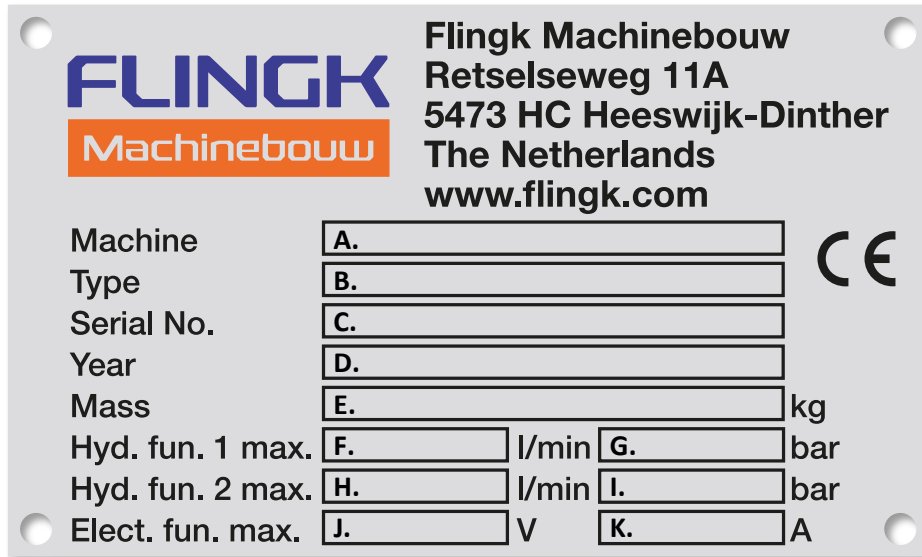 FLINGK
Machinebouw
Flingk Machinebouw
Retselseweg 11A
5473 HC Heeswijk-Dinther
The Netherlands
www.flingk.com
Machine A.
Type B.
Serial No. C.
Year D.
Mass E. kg
Hyd. fun. 1 max. F. l/min G. bar
Hyd. fun. 2 max. H. l/min I. bar
Elect. fun. max. J. V K. A
CE